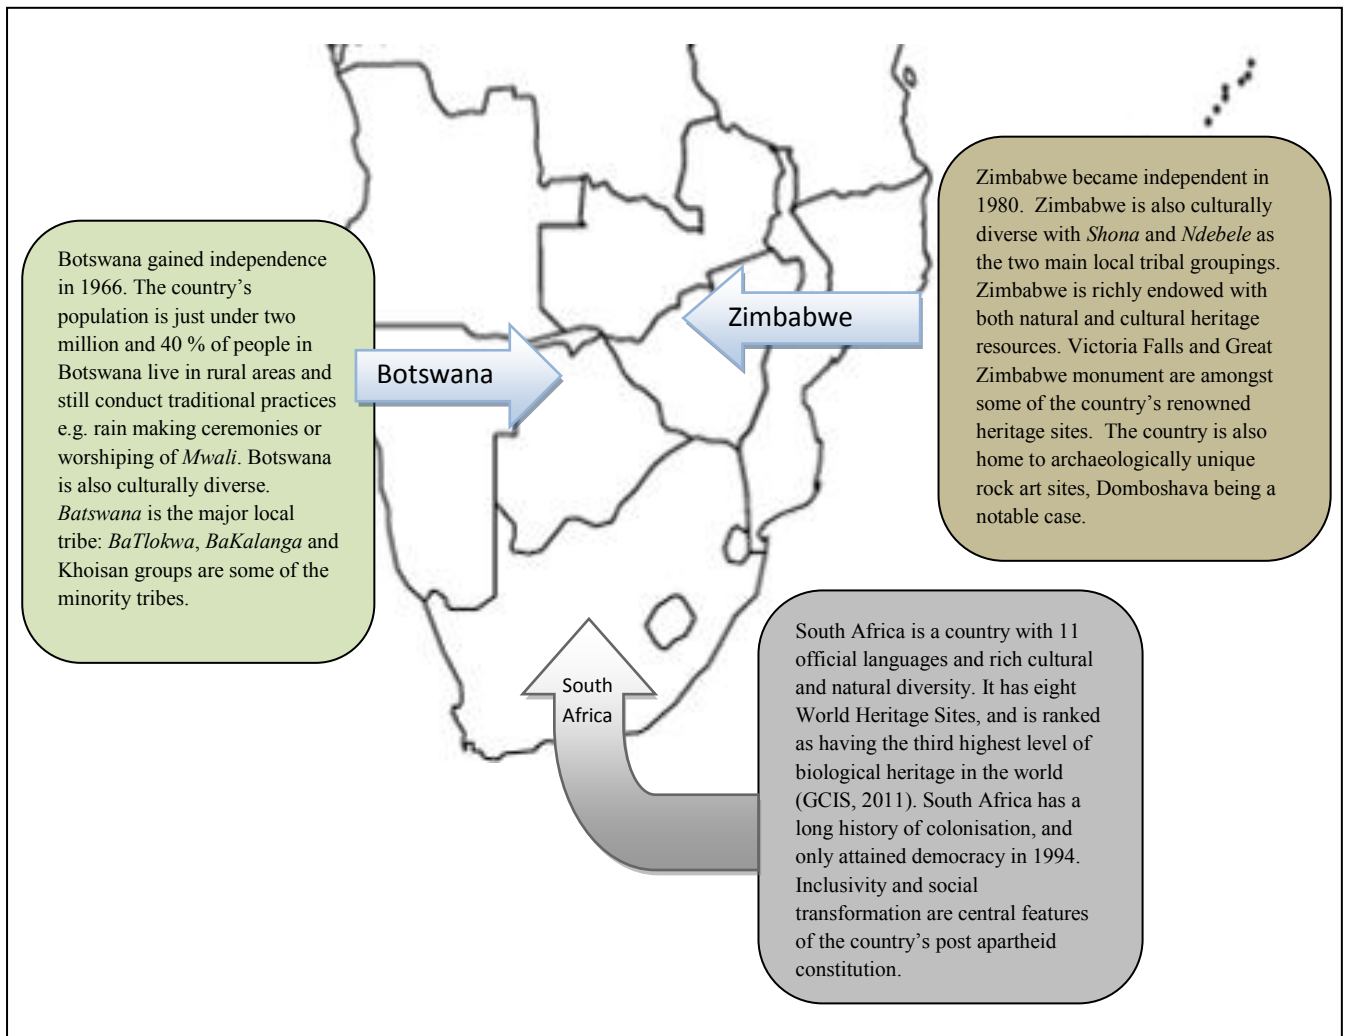 Botswana gained independence
in 1966. The country’s
population is just under two
million and 40 % of people in
Botswana live in rural areas and
still conduct traditional practices
e.g. rain making ceremonies or
worshiping of Mwali. Botswana
is also culturally diverse.
Batswana is the major local
tribe: BaTlokwa, BaKalanga and
Khoisan groups are some of the
minority tribes.
Botswana
Zimbabwe
Zimbabwe became independent in
1980.  Zimbabwe is also culturally
diverse with Shona and Ndebele as
the two main local tribal groupings.
Zimbabwe is richly endowed with
both natural and cultural heritage
resources. Victoria Falls and Great
Zimbabwe monument are amongst
some of the country’s renowned
heritage sites.  The country is also
home to archaeologically unique
rock art sites, Domboshava being a
notable case.
South
Africa
South Africa is a country with 11
official languages and rich cultural
and natural diversity. It has eight
World Heritage Sites, and is ranked
as having the third highest level of
biological heritage in the world
(GCIS, 2011). South Africa has a
long history of colonisation, and
only attained democracy in 1994.
Inclusivity and social
transformation are central features
of the country’s post apartheid
constitution.